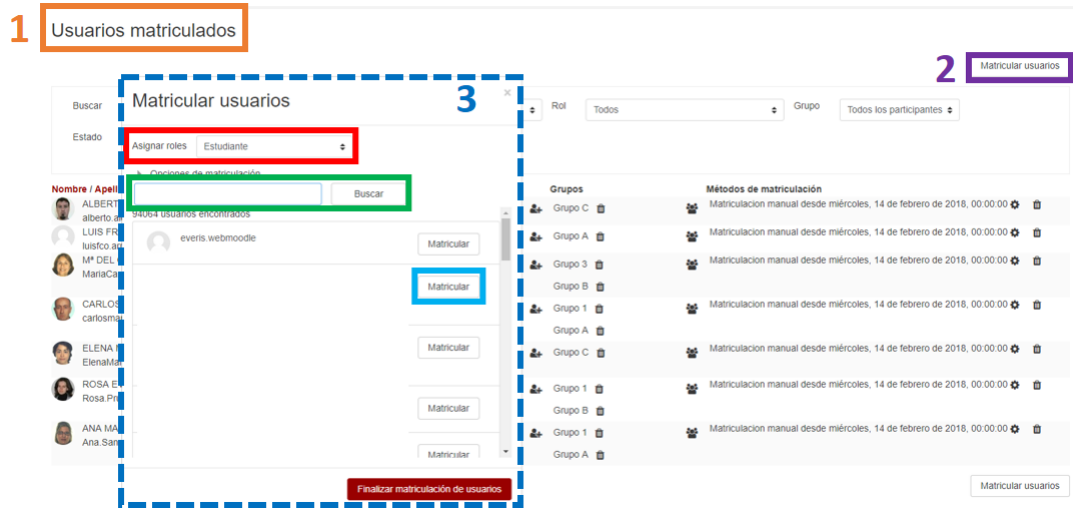 1 Usuarios matriculados
2 Matricular usuarios
Matricular usuarios 3 ×
Buscar
Rol Todos Grupo Todos los participantes
Estado
Asignar roles Estudiante
Opciones de matriculación
Buscar
94064 usuarios encontrados
everis.webmoodle Matricular
Matricular
Matricular
Matricular
Matricular
Finalizar matriculación de usuarios
Nombre / Apell Grupos Métodos de matriculación
ALBERT Grupo C Matriculacion manual desde miércoles, 14 de febrero de 2018, 00:00:00
alberto.al
LUIS FR Grupo A Matriculacion manual desde miércoles, 14 de febrero de 2018, 00:00:00
luisfco.ag
Mª DEL Grupo 3 Matriculacion manual desde miércoles, 14 de febrero de 2018, 00:00:00
MariaCa Grupo B
CARLOS Grupo 1 Matriculacion manual desde miércoles, 14 de febrero de 2018, 00:00:00
carlosmar Grupo A
ELENA Grupo C Matriculacion manual desde miércoles, 14 de febrero de 2018, 00:00:00
ElenaMar
ROSA E Grupo 1 Matriculacion manual desde miércoles, 14 de febrero de 2018, 00:00:00
Rosa.Pr Grupo B
ANA MA Grupo 1 Matriculacion manual desde miércoles, 14 de febrero de 2018, 00:00:00
Ana.San Grupo A
Matricular usuarios